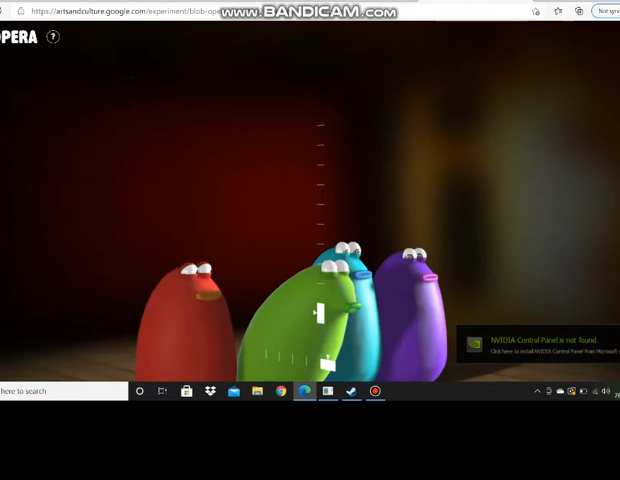 https://artsandculture.google.com/experiment/blob-ope
www.BANDICAM.com
Not sync
OPERA ?
NVIDIA Control Panel is not found
Click here to install NVIDIA Control Panel from Microsoft
here to search